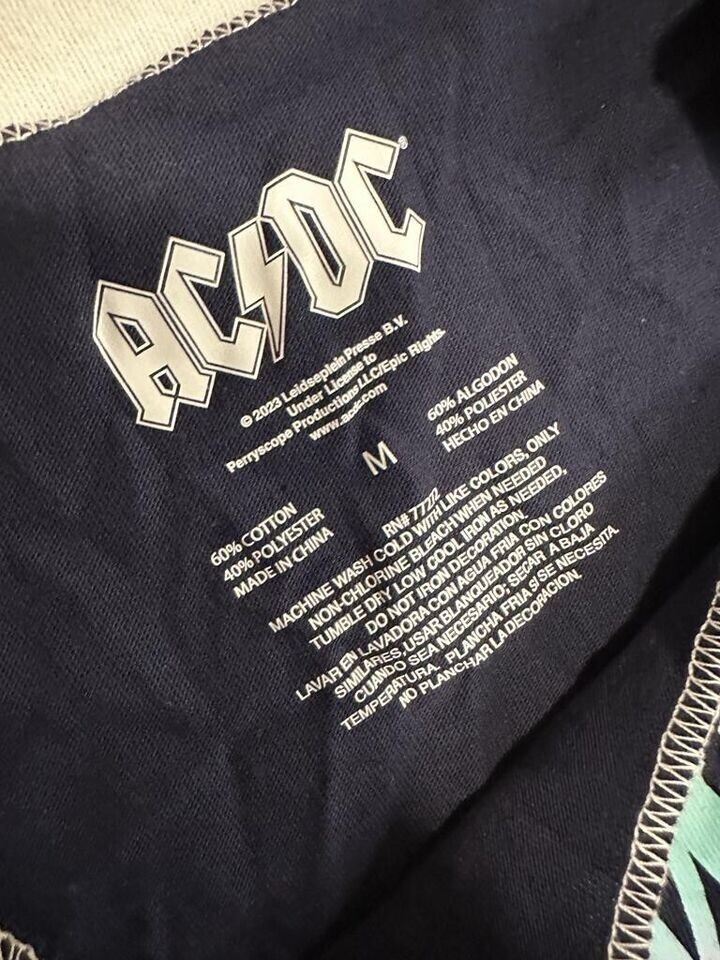 AC/DC®
© 2023 Leidseplein Presse B.V.
Under License to
Perryscope Productions LLC/Epic Rights.
www.acdc.com
M
60% COTTON
40% POLYESTER
MADE IN CHINA
60% ALGODON
40% POLIESTER
HECHO EN CHINA
RN# 7722
MACHINE WASH COLD WITH LIKE COLORS, ONLY
NON-CHLORINE BLEACH WHEN NEEDED
TUMBLE DRY LOW COOL IRON AS NEEDED,
DO NOT IRON DECORATION.
LAVAR EN LAVADORA CON AGUA FRIA CON COLORES
SIMILARES, USAR BLANQUEADOR SIN CLORO
CUANDO SEA NECESARIO; SECAR A BAJA
TEMPERATURA. PLANCHA FRIA SI SE NECESITA
NO PLANCHAR LA DECORACION.